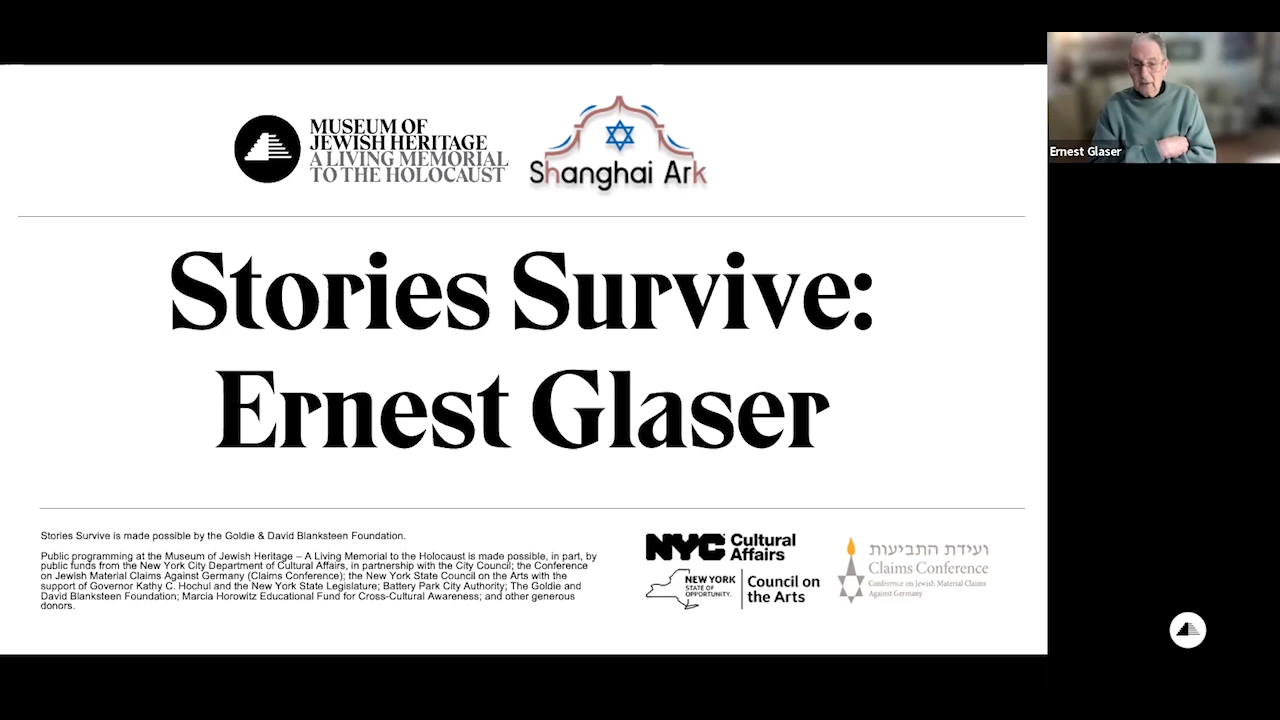 MUSEUM OF
JEWISH HERITAGE
A LIVING MEMORIAL
TO THE HOLOCAUST
Shanghai Ark
Ernest Glaser
Stories Survive:
Ernest Glaser
Stories Survive is made possible by the Goldie & David Blanksteen Foundation.
Public programming at the Museum of Jewish Heritage – A Living Memorial to the Holocaust is made possible, in part, by
public funds from the New York City Department of Cultural Affairs, in partnership with the City Council; the Conference
on Jewish Material Claims Against Germany (Claims Conference); the New York State Council on the Arts with the
support of Governor Kathy C. Hochul and the New York State Legislature; Battery Park City Authority; The Goldie and
David Blanksteen Foundation; Marcia Horowitz Educational Fund for Cross-Cultural Awareness; and other generous
donors.
NYC Cultural
Affairs
NEW YORK
STATE OF
OPPORTUNITY.
Council on
the Arts
ועידת התביעות
Claims Conference
Conference on Jewish Material Claims
Against Germany